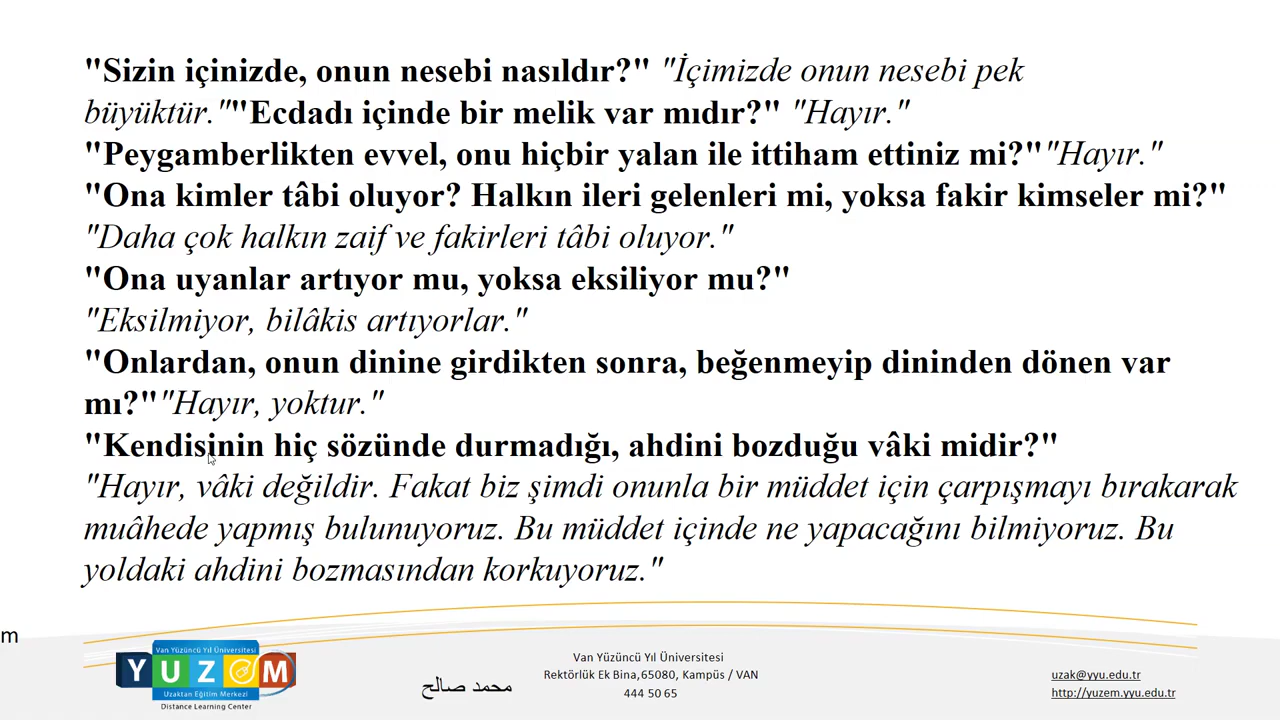 "Sizin içinizde, onun nesebi nasıldır?" "İçimizde onun nesebi pek
büyüktür.""Ecdadı içinde bir melik var mıdır?" "Hayır."
"Peygamberlikten evvel, onu hiçbir yalan ile ittiham ettiniz mi?""Hayır."
"Ona kimler tâbi oluyor? Halkın ileri gelenleri mi, yoksa fakir kimseler mi?"
"Daha çok halkın zaif ve fakirleri tâbi oluyor."
"Ona uyanlar artıyor mu, yoksa eksiliyor mu?"
"Eksilmiyor, bilâkis artıyorlar."
"Onlardan, onun dinine girdikten sonra, beğenmeyip dininden dönen var
mı?""Hayır, yoktur."
"Kendisinin hiç sözünde durmadığı, ahdini bozduğu vâki midir?"
"Hayır, vâki değildir. Fakat biz şimdi onunla bir müddet için çarpışmayı bırakarak
muâhede yapmış bulunuyoruz. Bu müddet içinde ne yapacağını bilmiyoruz. Bu
yoldaki ahdini bozmasından korkuyoruz."
m
Van Yüzüncü Yıl Üniversitesi
YUZEM
Uzaktan Eğitim Merkezi
Distance Learning Center
محمد صالح
Van Yüzüncü Yıl Üniversitesi
Rektörlük Ek Bina,65080, Kampüs / VAN
444 50 65
uzak@yyu.edu.tr
http://yuzem.yyu.edu.tr